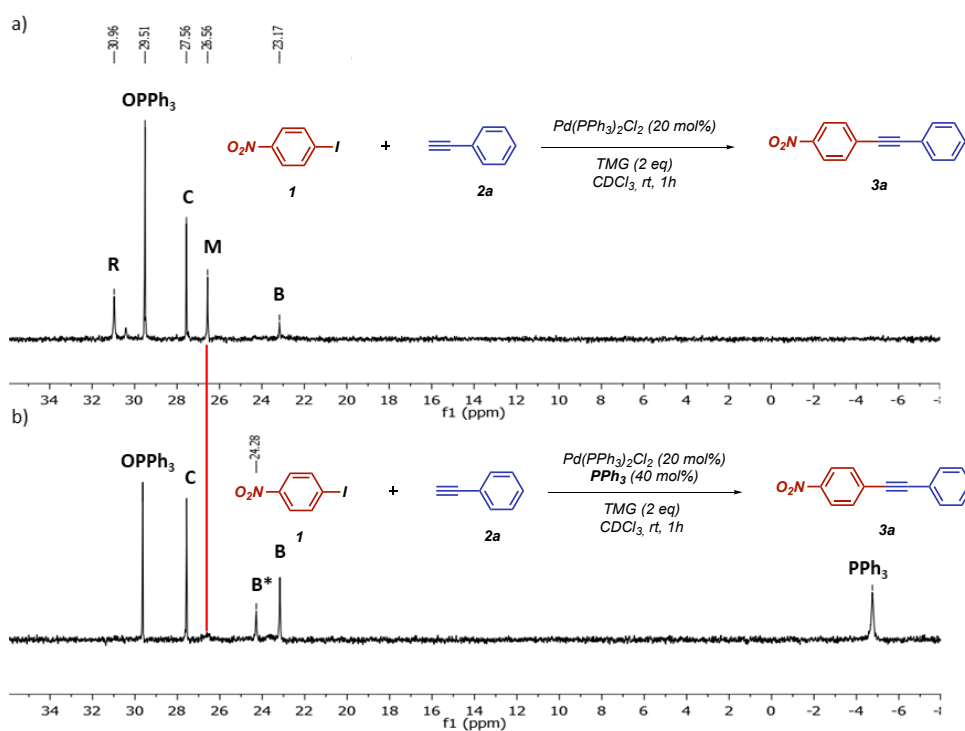 a)
30.96
29.51
27.56
26.56
23.17
OPPh₃
C
M
R
B
O₂N
I
1
+
2a
Pd(PPh₃)₂Cl₂ (20 mol%)
TMG (2 eq)
CDCl₃, rt, 1h
O₂N
3a
34 32 30 28 26 24 22 20 18 16 14 12 10 8 6 4 2 0 -2 -4 -6
f1 (ppm)
b)
24.28
OPPh₃
C
B*
B
O₂N
I
1
+
2a
Pd(PPh₃)₂Cl₂ (20 mol%)
PPh₃ (40 mol%)
TMG (2 eq)
CDCl₃, rt, 1h
O₂N
3a
PPh₃
34 32 30 28 26 24 22 20 18 16 14 12 10 8 6 4 2 0 -2 -4 -6
f1 (ppm)